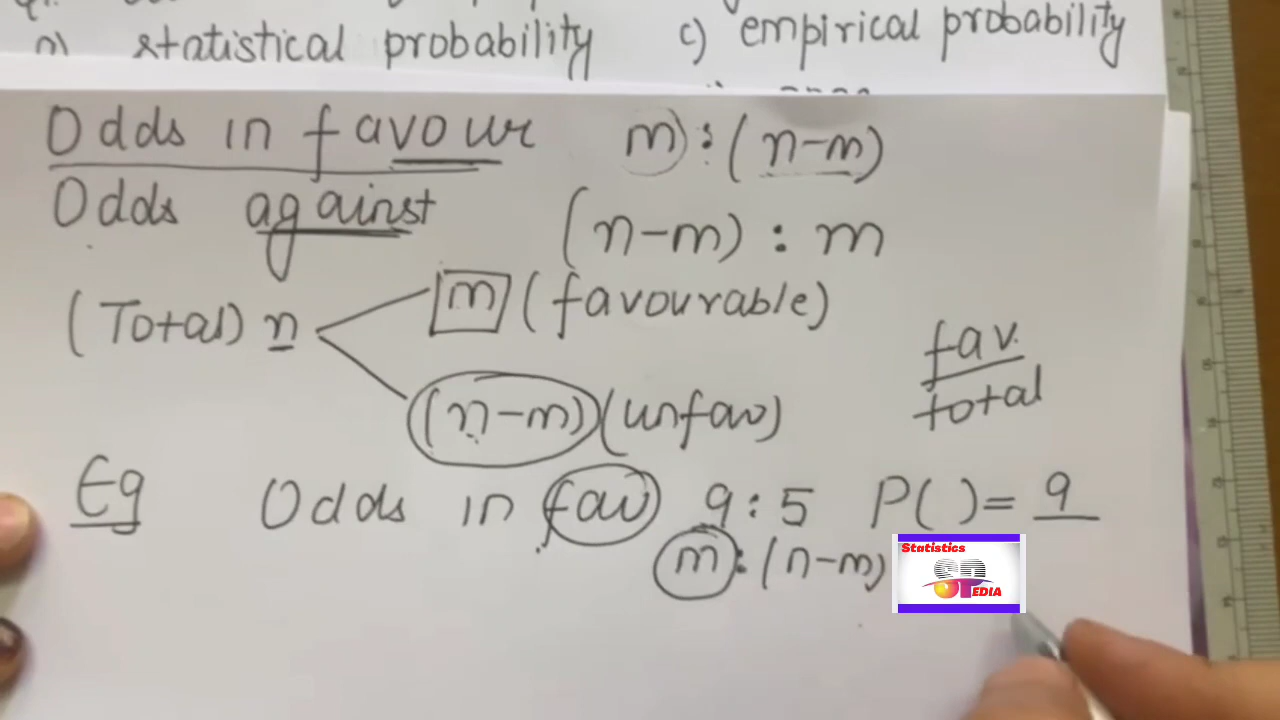 a) statistical probability c) empirical probability
Odds in favour m : (n-m)
Odds against (n-m) : m
(Total) n m (favourable)
(n-m) (unfav)
fav.
total
Eg Odds in fav 9:5 P( ) = 9
m : (n-m)
Statistics
PEDIA